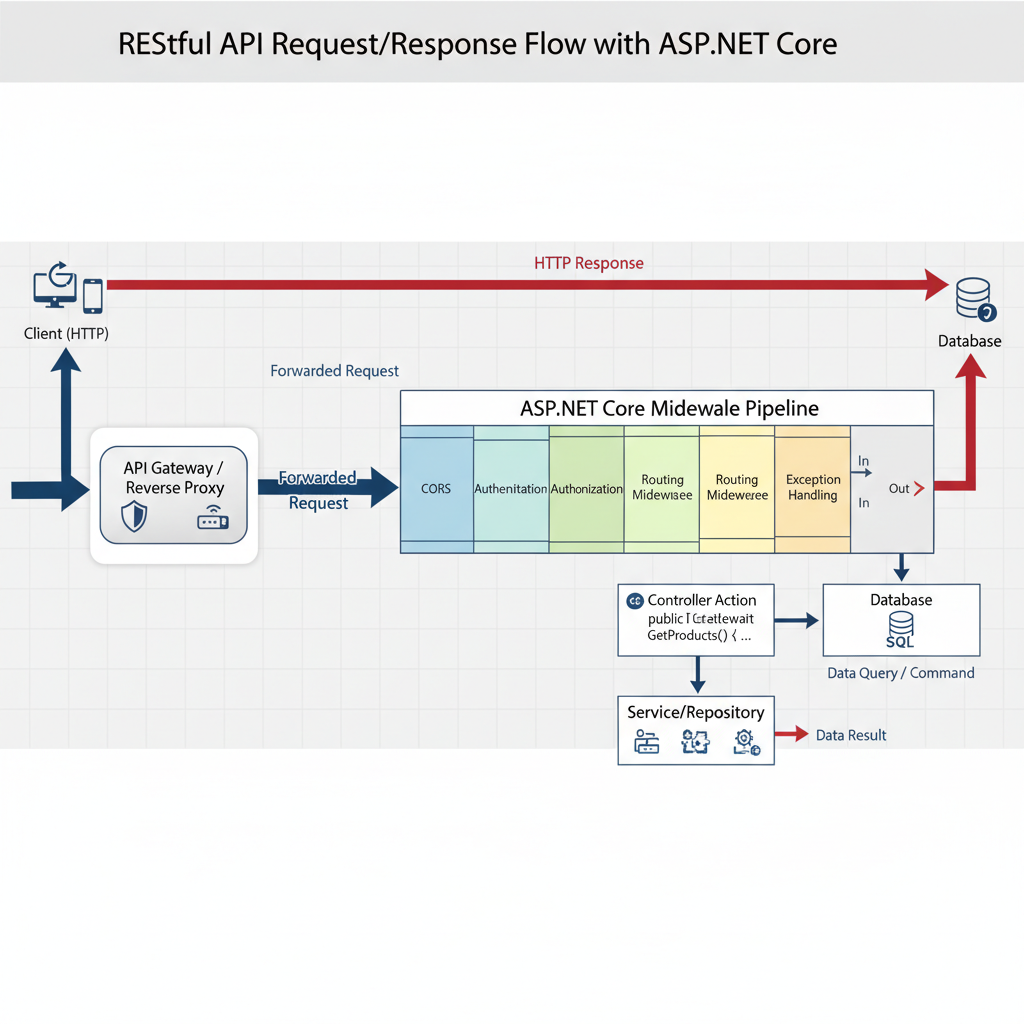 REStful API Request/Response Flow with ASP.NET Core
HTTP Response
Client (HTTP)
Database
Forwarded Request
ASP.NET Core Midewale Pipeline
API Gateway /
Reverse Proxy
Forwarded
Request
CORS
Authenitation
Authonization
Routing
Midewisee
Routing
Mideweree
Exception
Handling
In
In
Out
Controller Action
public
GetProducts() { ...
Database
SQL
Data Query / Command
Service/Repository
Data Result